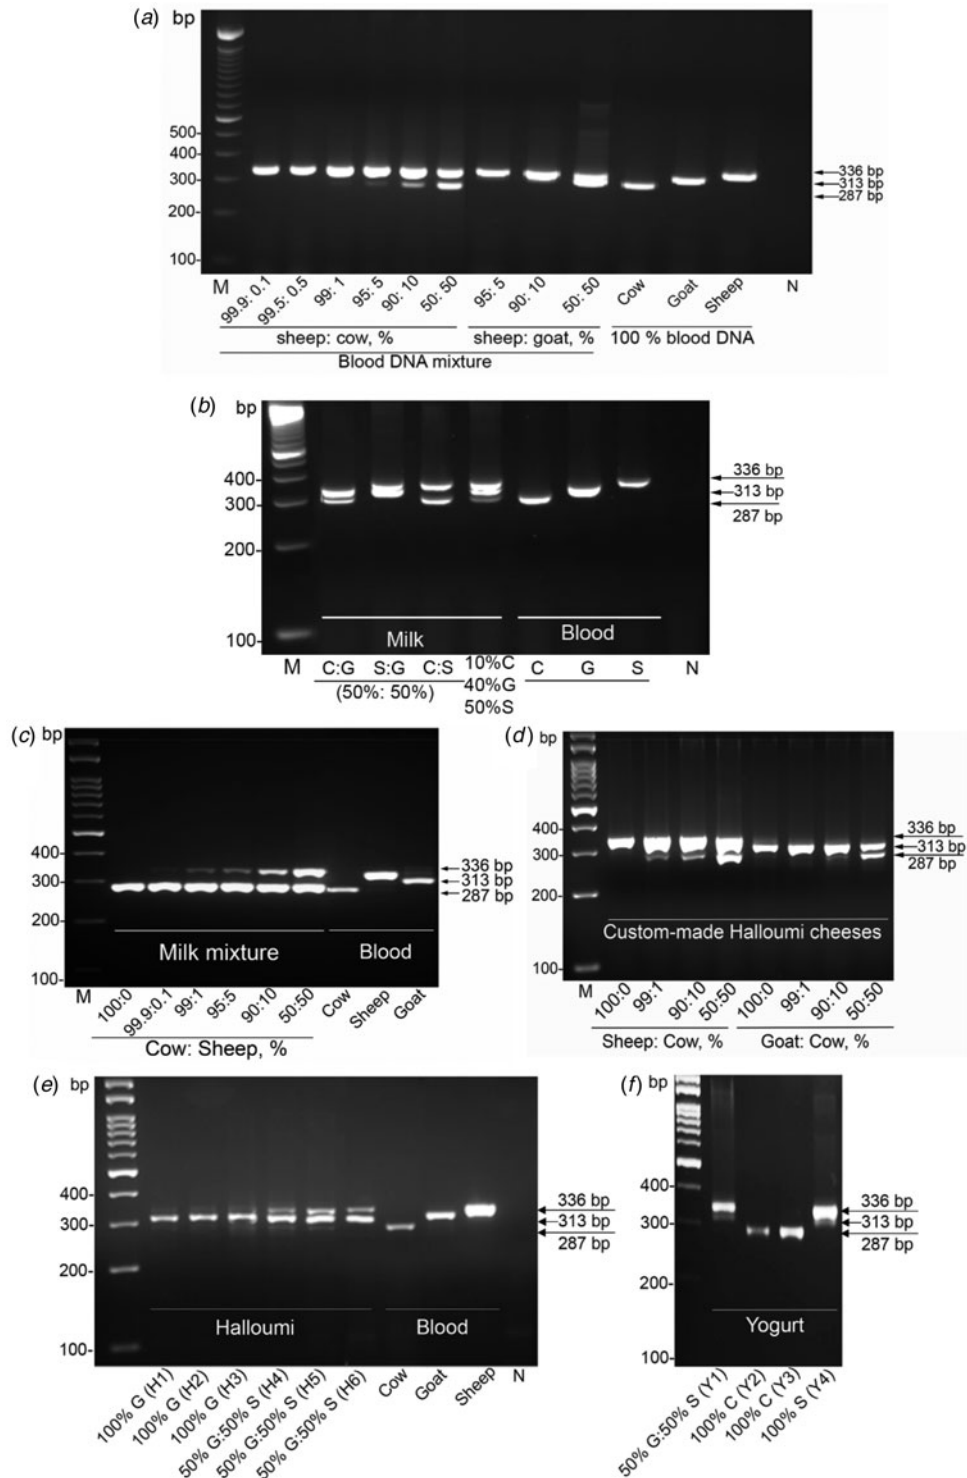 (a) bp
500-
400-
300-
200-
100-
336 bp
313 bp
287 bp
M 99.9: 0.1 99.5: 0.5 99: 1 95: 5 90: 10 50: 50 95: 5 90: 10 50: 50 Cow Goat Sheep N
sheep: cow, % sheep: goat, % 100 % blood DNA
Blood DNA mixture
(b) bp
400-
300-
200-
100-
336 bp
313 bp
287 bp
Milk Blood
M C:G S:G C:S 10%C C G S N
(50%: 50%) 40%G
50%S
(c) bp
400-
300-
200-
100-
336 bp
313 bp
287 bp
Milk mixture Blood
M 100:0 99.9:0.1 99:1 95:5 90:10 50:50 Cow Sheep Goat
Cow: Sheep, %
(d) bp
400-
300-
200-
100-
336 bp
313 bp
287 bp
Custom-made Halloumi cheeses
M 100:0 99:1 90:10 50:50 100:0 99:1 90:10 50:50
Sheep: Cow, % Goat: Cow, %
(e) bp
400-
300-
200-
100-
336 bp
313 bp
287 bp
Halloumi Blood
100% G (H1) 100% G (H2) 100% G (H3) 50% G:50% S (H4) 50% G:50% S (H5) 50% G:50% S (H6) Cow Goat Sheep N
(f) bp
400-
300-
200-
100-
336 bp
313 bp
287 bp
Yogurt
50% G:50% S (Y1) 100% C (Y2) 100% C (Y3) 100% S (Y4)